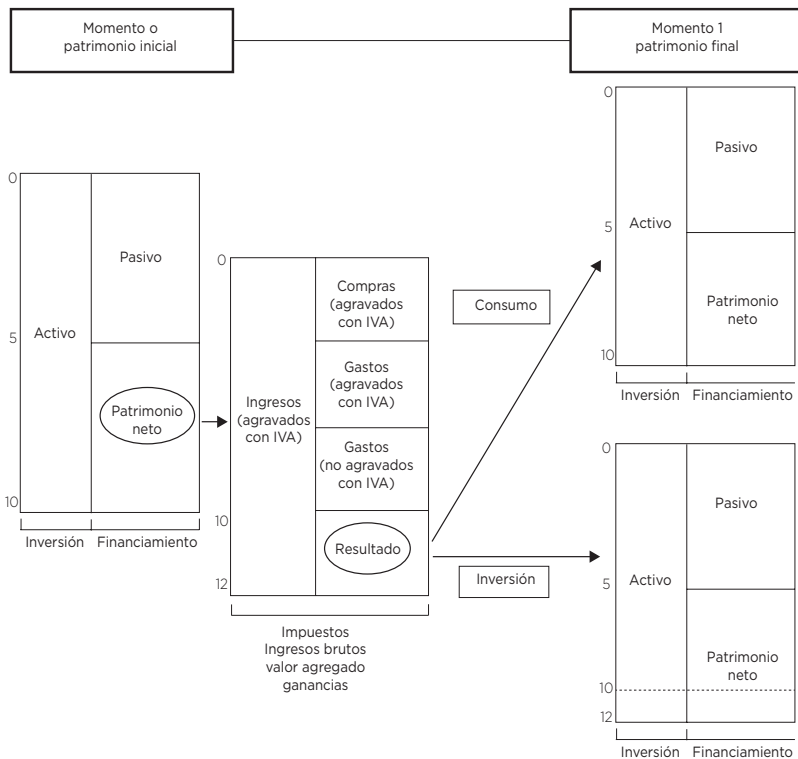 Momento o
patrimonio inicial
Momento 1
patrimonio final
0
5
10
Activo
Pasivo
Patrimonio
neto
Inversión
Financiamiento
0
10
12
Ingresos
(agravados
con IVA)
Compras
(agravados
con IVA)
Gastos
(agravados
con IVA)
Gastos
(no agravados
con IVA)
Resultado
Impuestos
Ingresos brutos
valor agregado
ganancias
Consumo
Inversión
0
5
10
Activo
Pasivo
Patrimonio
neto
Inversión
Financiamiento
0
5
10
12
Activo
Pasivo
Patrimonio
neto
Inversión
Financiamiento